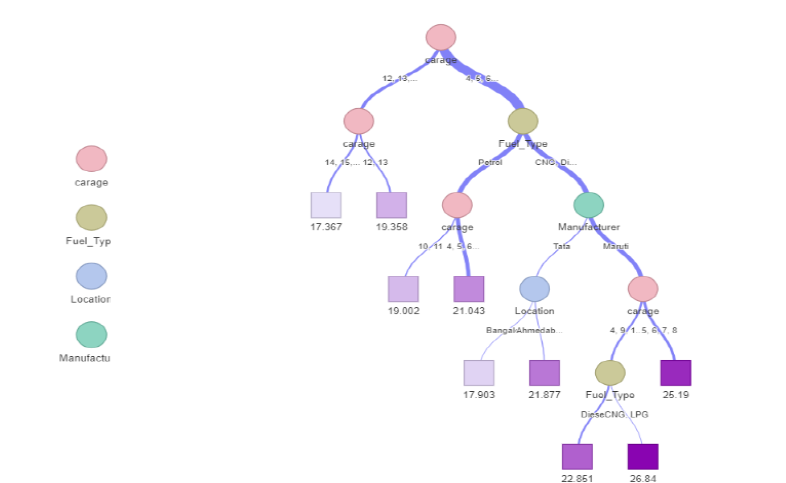 carage
12, 13,...
4, 5, 6...
carage
Fuel_Type
14, 15,...
12, 13
Petrol
CNG, Di...
carage
17.367
19.358
carage
Manufacturer
Fuel_Typ
10, 11
4, 5, 6...
Tata
Maruti
Location
19.002
21.043
Location
carage
Bangal
Ahmedab...
4, 9, 1...
5, 6, 7, 8
Manufactu
17.903
21.877
Fuel_Type
25.19
Diese
CNG, LPG
22.851
26.84